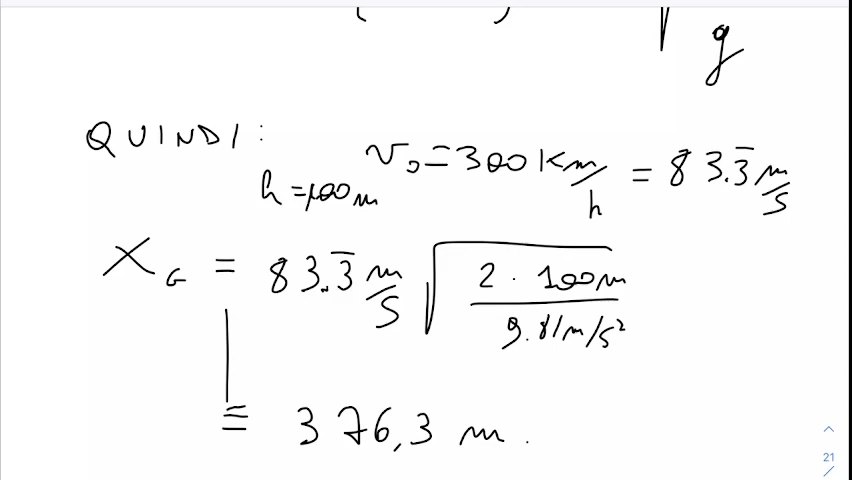 g
QUINDI:
h = 100 m
v₀ = 300 Km/h = 83.3̅ m/s
X_G = 83.3̅ m/s √(2 · 100 m / 9.81 m/s²)
≅ 376,3 m.
21